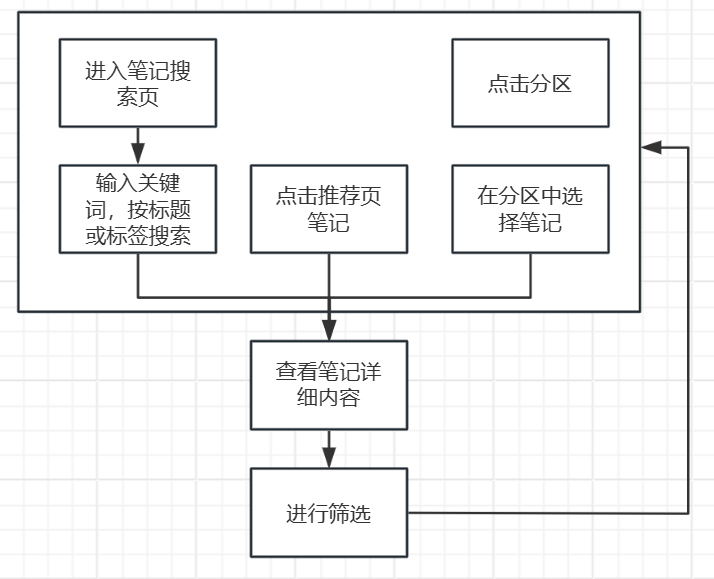 进入笔记搜
索页
点击分区
输入关键
词，按标题
或标签搜索
点击推荐页
笔记
在分区中选
择笔记
查看笔记详
细内容
进行筛选